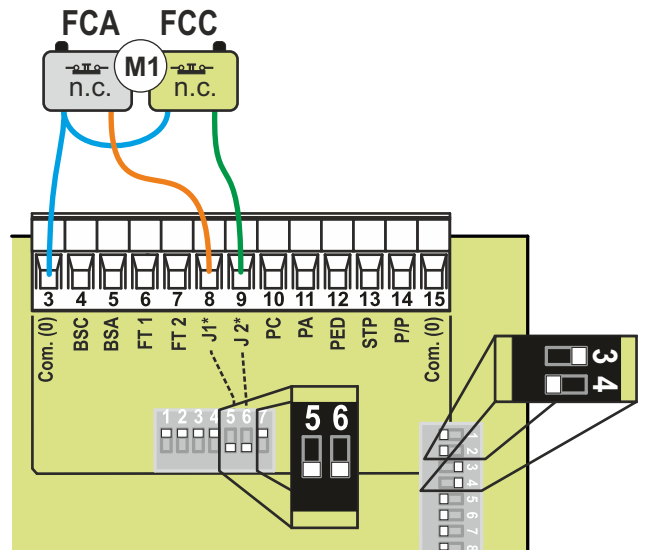 FCA FCC
M1
n.c. n.c.
3 4 5 6 7 8 9 10 11 12 13 14 15
Com. (0)
BSC
BSA
FT 1
FT 2
J1*
J 2*
PC
PA
PED
STP
P/P
Com. (0)
3
4
1 2 3 4 5 6 7
5 6
1
2
3
4
5
6
7
8